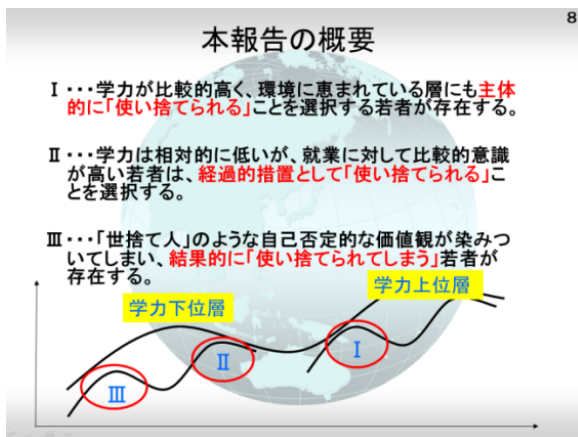 8
本報告の概要
Ⅰ・・・学力が比較的高く、環境に恵まれている層にも主体
的に「使い捨てられる」ことを選択する若者が存在する。
Ⅱ・・・学力は相対的に低いが、就業に対して比較的意識
が高い若者は、経過的措置として「使い捨てられる」こ
とを選択する。
Ⅲ・・・「世捨て人」のような自己否定的な価値観が染みつ
いてしまい、結果的に「使い捨てられてしまう」若者が
存在する。
学力下位層
学力上位層
Ⅲ
Ⅱ
Ⅰ